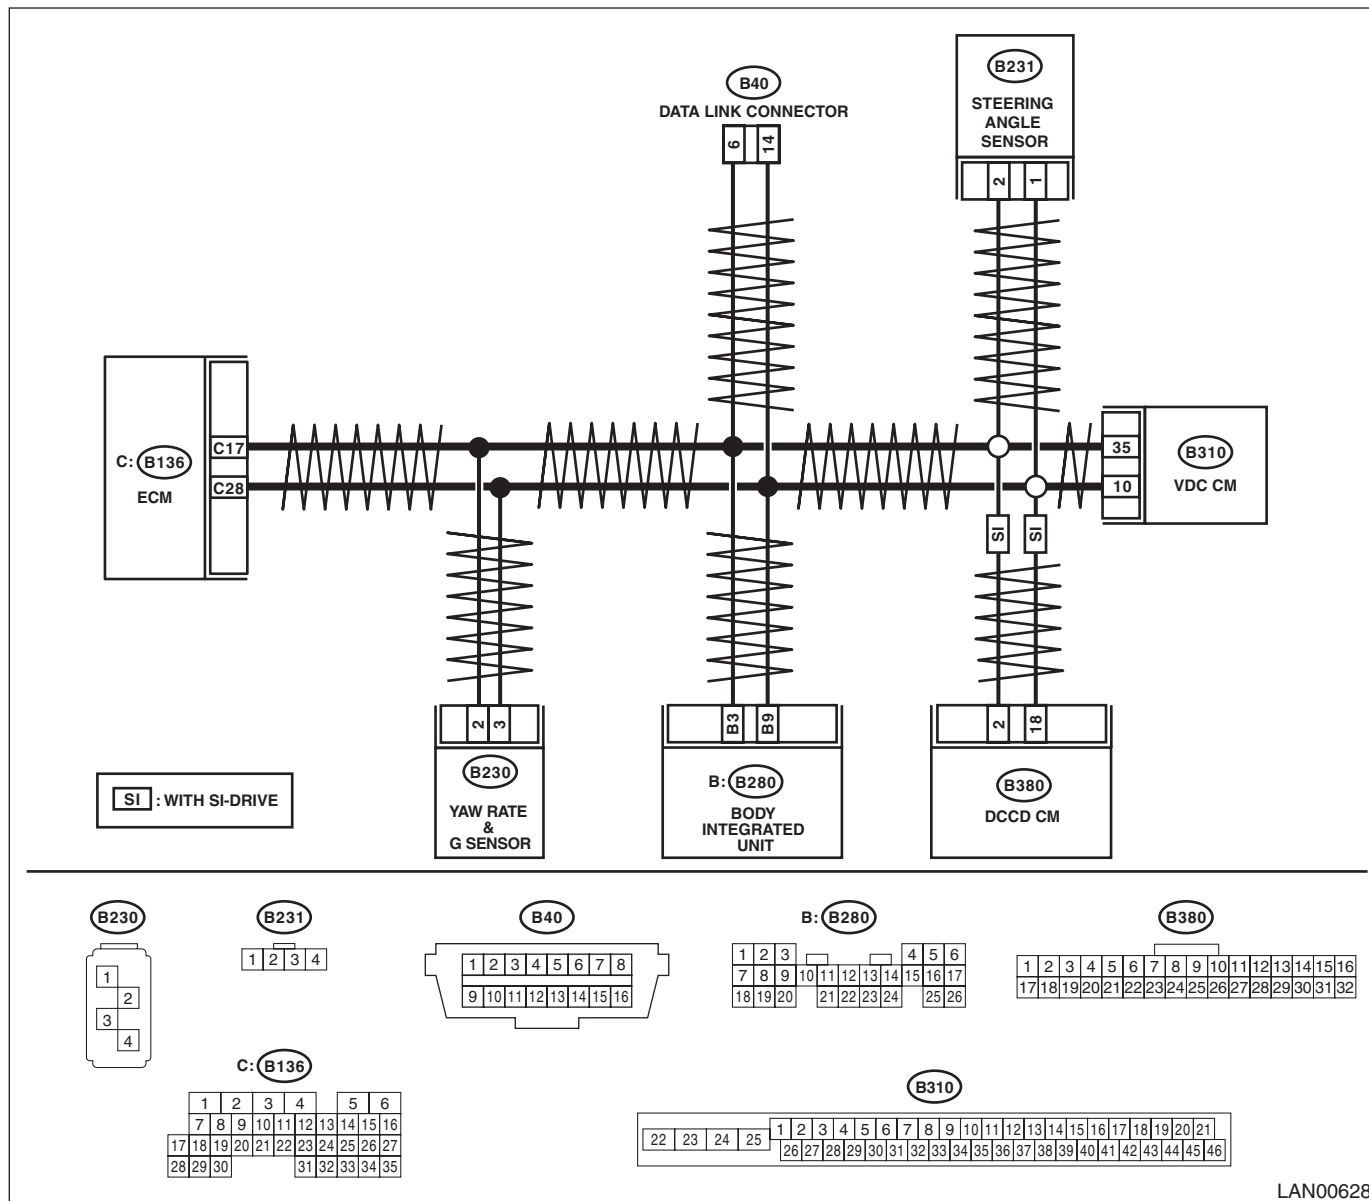 B231
STEERING
ANGLE
SENSOR
2 1
B40
DATA LINK CONNECTOR
6 14
C: B136
ECM
C17
C28
35
10
B310
VDC CM
SI SI
2 3
B230
YAW RATE
&
G SENSOR
B3 B9
B: B280
BODY
INTEGRATED
UNIT
2 18
B380
DCCD CM
SI : WITH SI-DRIVE
B230
1
2
3
4
B231
1 2 3 4
B40
1 2 3 4 5 6 7 8
9 10 11 12 13 14 15 16
B: B280
1 2 3 4 5 6
7 8 9 10 11 12 13 14 15 16 17
18 19 20 21 22 23 24 25 26
B380
1 2 3 4 5 6 7 8 9 10 11 12 13 14 15 16
17 18 19 20 21 22 23 24 25 26 27 28 29 30 31 32
C: B136
1 2 3 4 5 6
7 8 9 10 11 12 13 14 15 16
17 18 19 20 21 22 23 24 25 26 27
28 29 30 31 32 33 34 35
B310
22 23 24 25
1 2 3 4 5 6 7 8 9 10 11 12 13 14 15 16 17 18 19 20 21
26 27 28 29 30 31 32 33 34 35 36 37 38 39 40 41 42 43 44 45 46
LAN00628